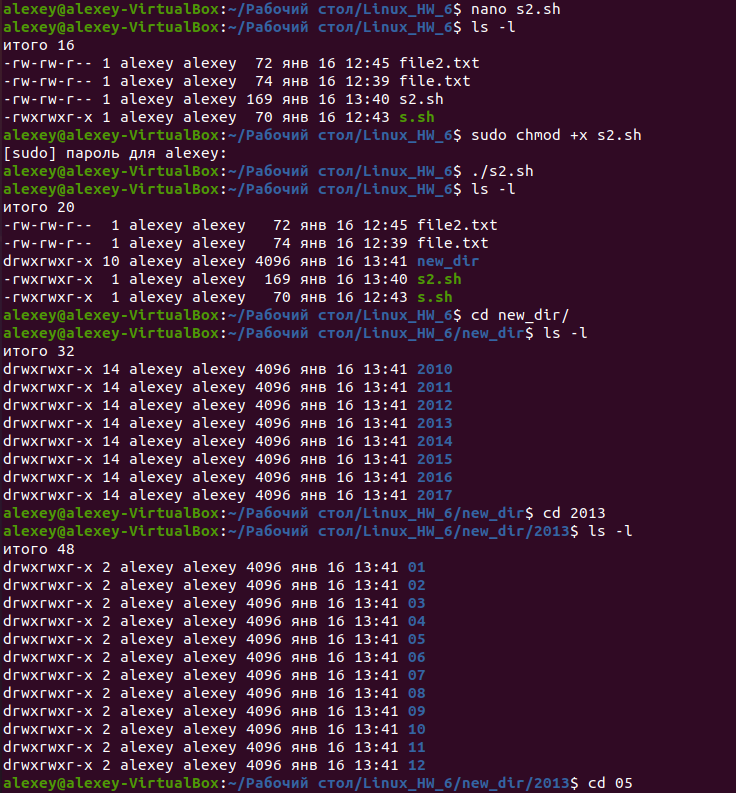 alexey@alexey-VirtualBox:~/Рабочий стол/Linux_HW_6$ nano s2.sh
alexey@alexey-VirtualBox:~/Рабочий стол/Linux_HW_6$ ls -l
итого 16
-rw-rw-r-- 1 alexey alexey  72 янв 16 12:45 file2.txt
-rw-rw-r-- 1 alexey alexey  74 янв 16 12:39 file.txt
-rw-rw-r-- 1 alexey alexey 169 янв 16 13:40 s2.sh
-rwxrwxr-x 1 alexey alexey  70 янв 16 12:43 s.sh
alexey@alexey-VirtualBox:~/Рабочий стол/Linux_HW_6$ sudo chmod +x s2.sh
[sudo] пароль для alexey:
alexey@alexey-VirtualBox:~/Рабочий стол/Linux_HW_6$ ./s2.sh
alexey@alexey-VirtualBox:~/Рабочий стол/Linux_HW_6$ ls -l
итого 20
-rw-rw-r--  1 alexey alexey   72 янв 16 12:45 file2.txt
-rw-rw-r--  1 alexey alexey   74 янв 16 12:39 file.txt
drwxrwxr-x 10 alexey alexey 4096 янв 16 13:41 new_dir
-rwxrwxr-x  1 alexey alexey  169 янв 16 13:40 s2.sh
-rwxrwxr-x  1 alexey alexey   70 янв 16 12:43 s.sh
alexey@alexey-VirtualBox:~/Рабочий стол/Linux_HW_6$ cd new_dir/
alexey@alexey-VirtualBox:~/Рабочий стол/Linux_HW_6/new_dir$ ls -l
итого 32
drwxrwxr-x 14 alexey alexey 4096 янв 16 13:41 2010
drwxrwxr-x 14 alexey alexey 4096 янв 16 13:41 2011
drwxrwxr-x 14 alexey alexey 4096 янв 16 13:41 2012
drwxrwxr-x 14 alexey alexey 4096 янв 16 13:41 2013
drwxrwxr-x 14 alexey alexey 4096 янв 16 13:41 2014
drwxrwxr-x 14 alexey alexey 4096 янв 16 13:41 2015
drwxrwxr-x 14 alexey alexey 4096 янв 16 13:41 2016
drwxrwxr-x 14 alexey alexey 4096 янв 16 13:41 2017
alexey@alexey-VirtualBox:~/Рабочий стол/Linux_HW_6/new_dir$ cd 2013
alexey@alexey-VirtualBox:~/Рабочий стол/Linux_HW_6/new_dir/2013$ ls -l
итого 48
drwxrwxr-x 2 alexey alexey 4096 янв 16 13:41 01
drwxrwxr-x 2 alexey alexey 4096 янв 16 13:41 02
drwxrwxr-x 2 alexey alexey 4096 янв 16 13:41 03
drwxrwxr-x 2 alexey alexey 4096 янв 16 13:41 04
drwxrwxr-x 2 alexey alexey 4096 янв 16 13:41 05
drwxrwxr-x 2 alexey alexey 4096 янв 16 13:41 06
drwxrwxr-x 2 alexey alexey 4096 янв 16 13:41 07
drwxrwxr-x 2 alexey alexey 4096 янв 16 13:41 08
drwxrwxr-x 2 alexey alexey 4096 янв 16 13:41 09
drwxrwxr-x 2 alexey alexey 4096 янв 16 13:41 10
drwxrwxr-x 2 alexey alexey 4096 янв 16 13:41 11
drwxrwxr-x 2 alexey alexey 4096 янв 16 13:41 12
alexey@alexey-VirtualBox:~/Рабочий стол/Linux_HW_6/new_dir/2013$ cd 05